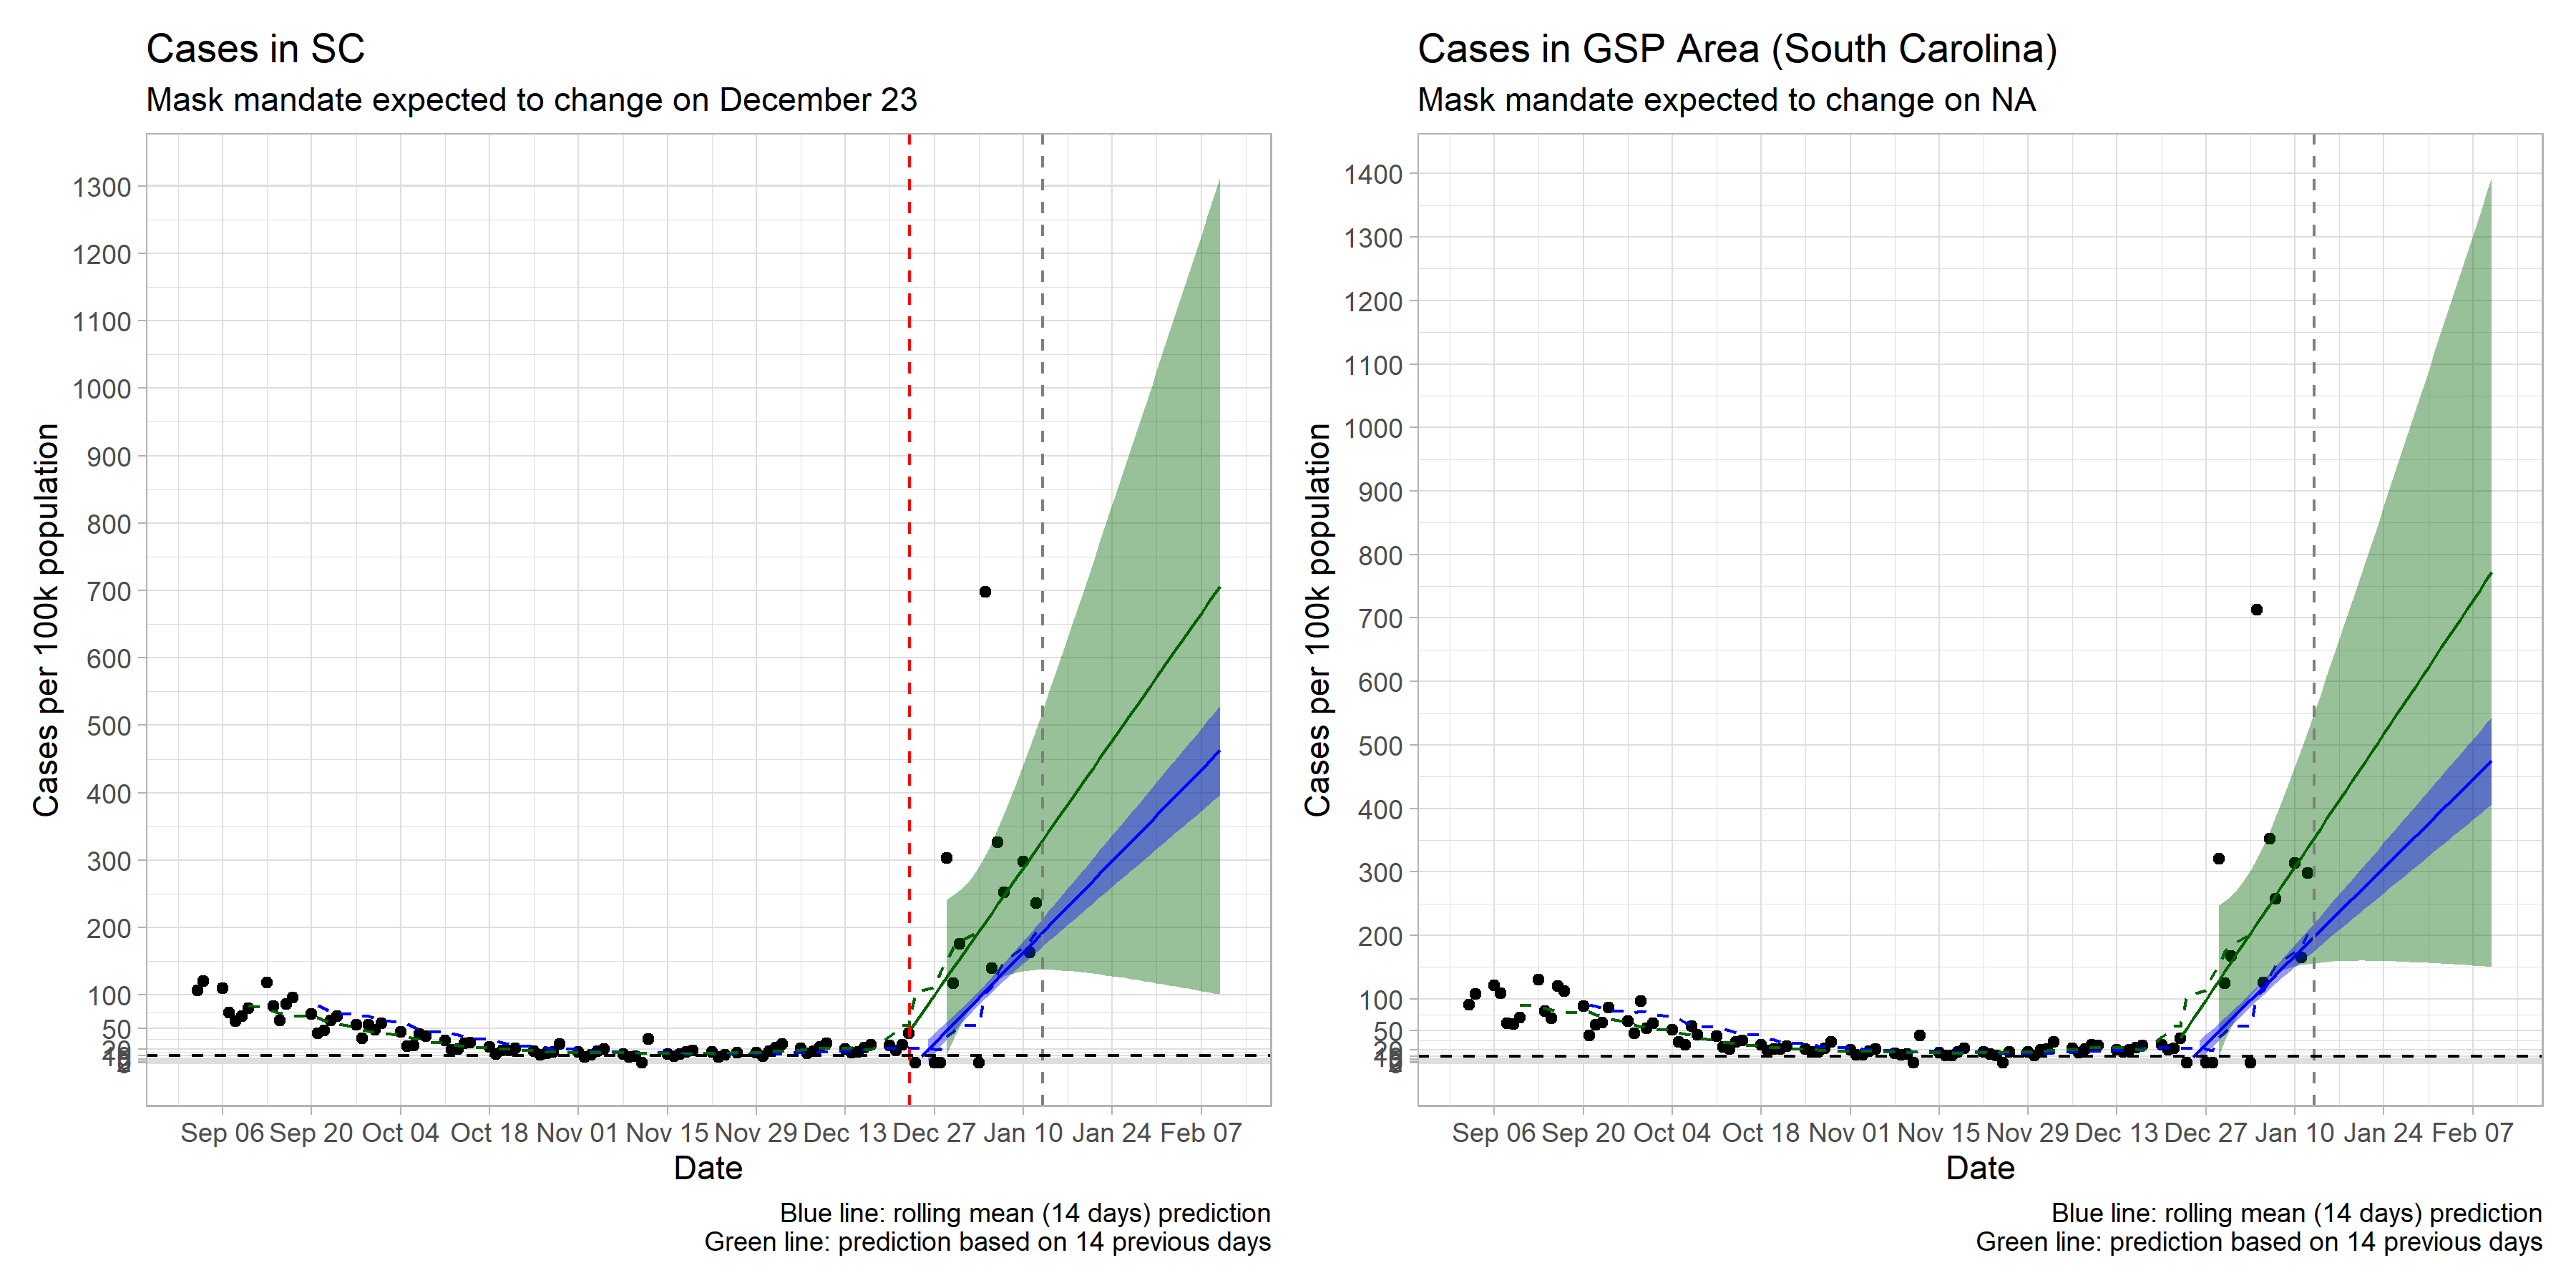 Cases in SC
Mask mandate expected to change on December 23
Cases per 100k population
1300
1200
1100
1000
900
800
700
600
500
400
300
200
100
50
20
Sep 06 Sep 20 Oct 04 Oct 18 Nov 01 Nov 15 Nov 29 Dec 13 Dec 27 Jan 10 Jan 24 Feb 07
Date
Blue line: rolling mean (14 days) prediction
Green line: prediction based on 14 previous days
Cases in GSP Area (South Carolina)
Mask mandate expected to change on NA
Cases per 100k population
1400
1300
1200
1100
1000
900
800
700
600
500
400
300
200
100
50
20
Sep 06 Sep 20 Oct 04 Oct 18 Nov 01 Nov 15 Nov 29 Dec 13 Dec 27 Jan 10 Jan 24 Feb 07
Date
Blue line: rolling mean (14 days) prediction
Green line: prediction based on 14 previous days